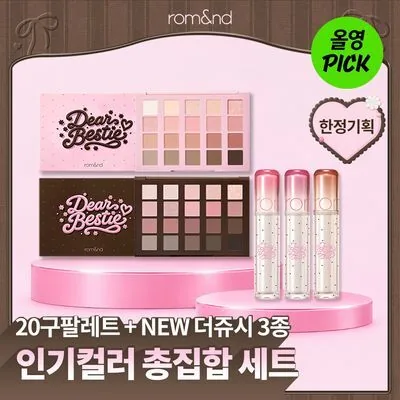 rom&nd
올영
PICK
한정기획
Dear
Bestie
rom&nd
Dear
Bestie
rom&nd
20구팔레트 + NEW 더쥬시 3종
인기컬러 총집합 세트